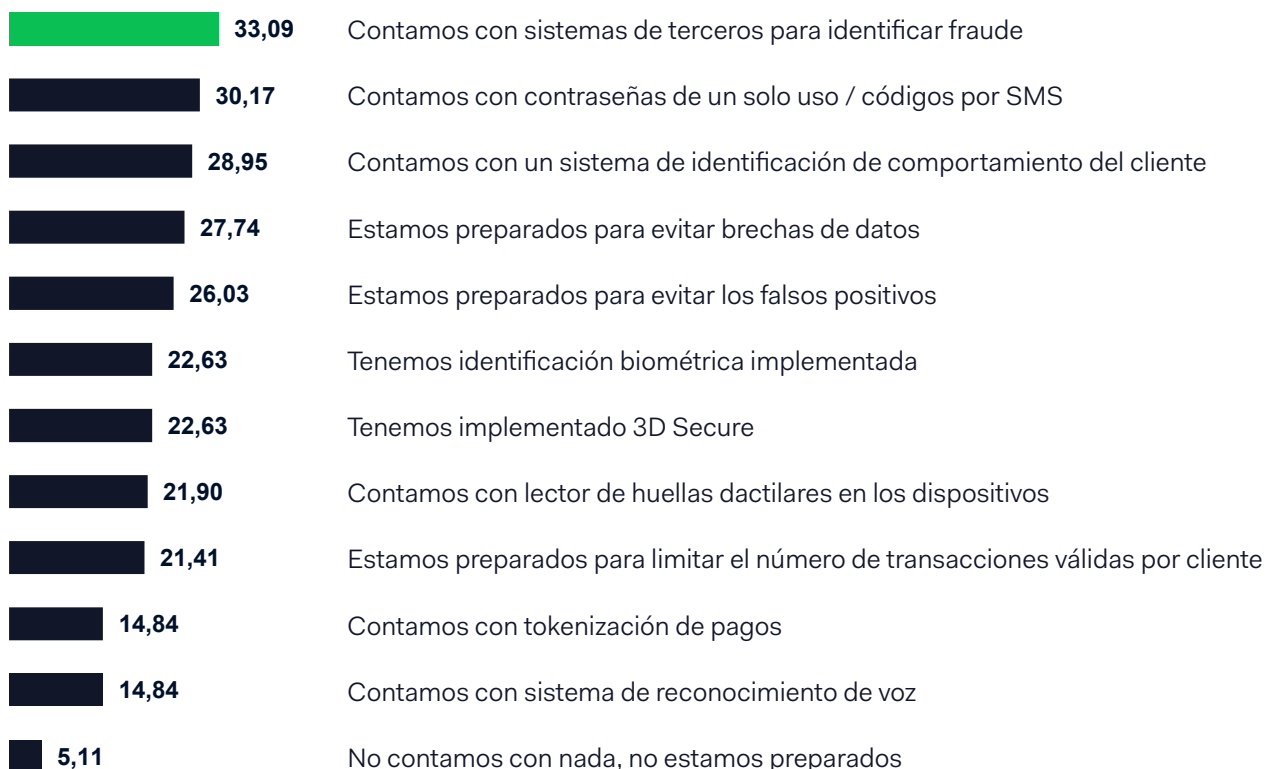 33,09 Contamos con sistemas de terceros para identificar fraude
30,17 Contamos con contraseñas de un solo uso / códigos por SMS
28,95 Contamos con un sistema de identificación de comportamiento del cliente
27,74 Estamos preparados para evitar brechas de datos
26,03 Estamos preparados para evitar los falsos positivos
22,63 Tenemos identificación biométrica implementada
22,63 Tenemos implementado 3D Secure
21,90 Contamos con lector de huellas dactilares en los dispositivos
21,41 Estamos preparados para limitar el número de transacciones válidas por cliente
14,84 Contamos con tokenización de pagos
14,84 Contamos con sistema de reconocimiento de voz
5,11 No contamos con nada, no estamos preparados